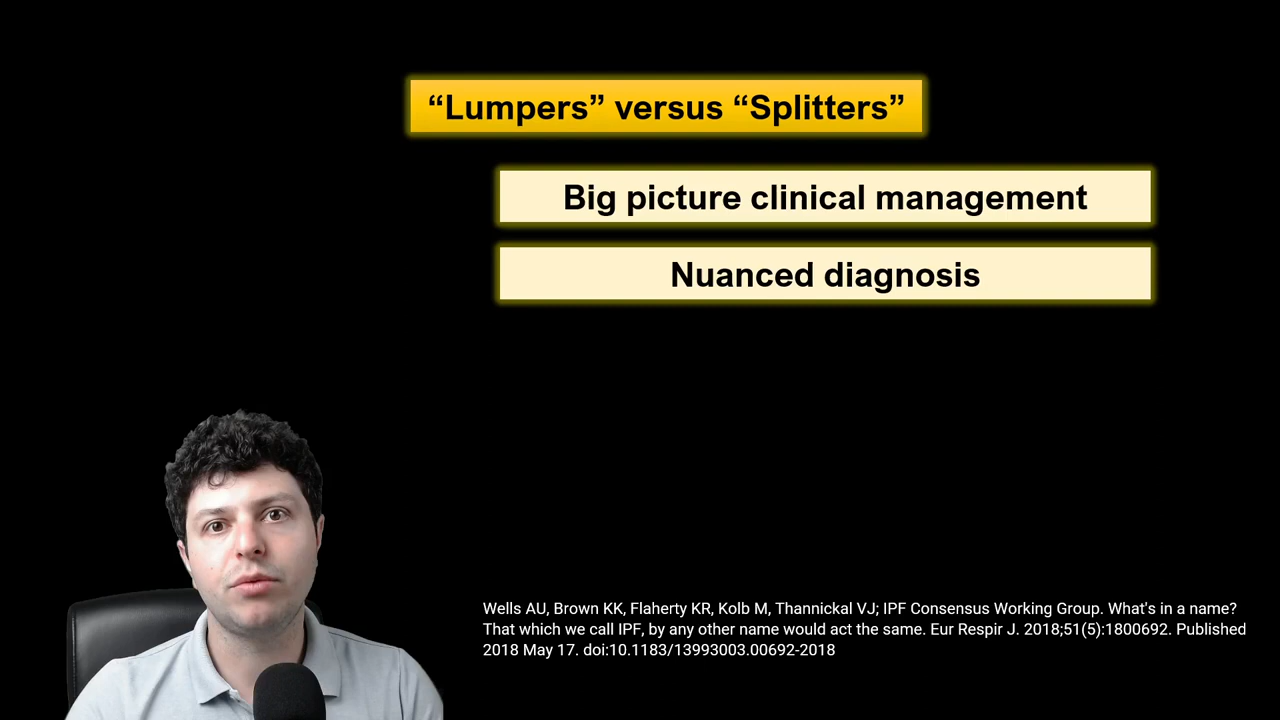 “Lumpers” versus “Splitters”
Big picture clinical management
Nuanced diagnosis
Wells AU, Brown KK, Flaherty KR, Kolb M, Thannickal VJ; IPF Consensus Working Group. What's in a name?
That which we call IPF, by any other name would act the same. Eur Respir J. 2018;51(5):1800692. Published
2018 May 17. doi:10.1183/13993003.00692-2018